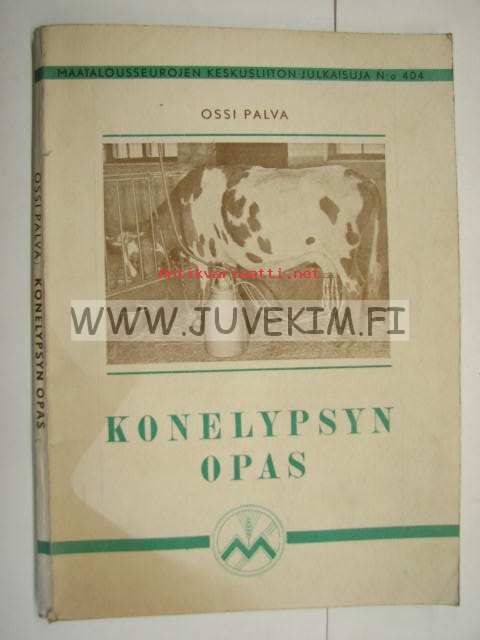 MAATALOUSSEUROJEN KESKUSLIITON JULKAISUJA N:o 404
OSSI PALVA
antikvariaatti.net
WWW.JUVEKIM.FI
KONELYPSYN
OPAS
OSSI PALVA: KONELYPSYN OPAS